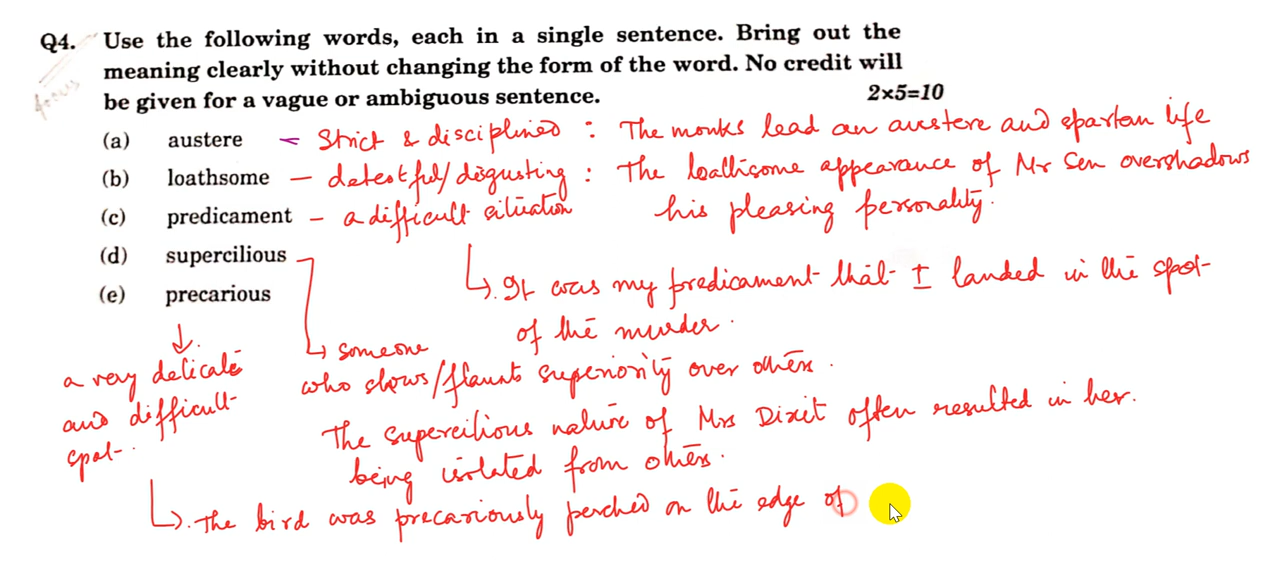 Q4. Use the following words, each in a single sentence. Bring out the
meaning clearly without changing the form of the word. No credit will
be given for a vague or ambiguous sentence. 2×5=10
(a) austere – Strict & disciplined : The monks lead an austere and spartan life
(b) loathsome – detestful/disgusting : The loathsome appearance of Mr Sen overshadows
his pleasing personality.
(c) predicament – a difficult situation
↳ It was my predicament that I landed in the spot
of the murder.
(d) supercilious
↳ someone
who shows/flaunts superiority over others.
The supercilious nature of Mrs Dixit often resulted in her.
being isolated from others.
(e) precarious
↓
a very delicate
and difficult
spot.
↳ The bird was precariously perched on the edge of